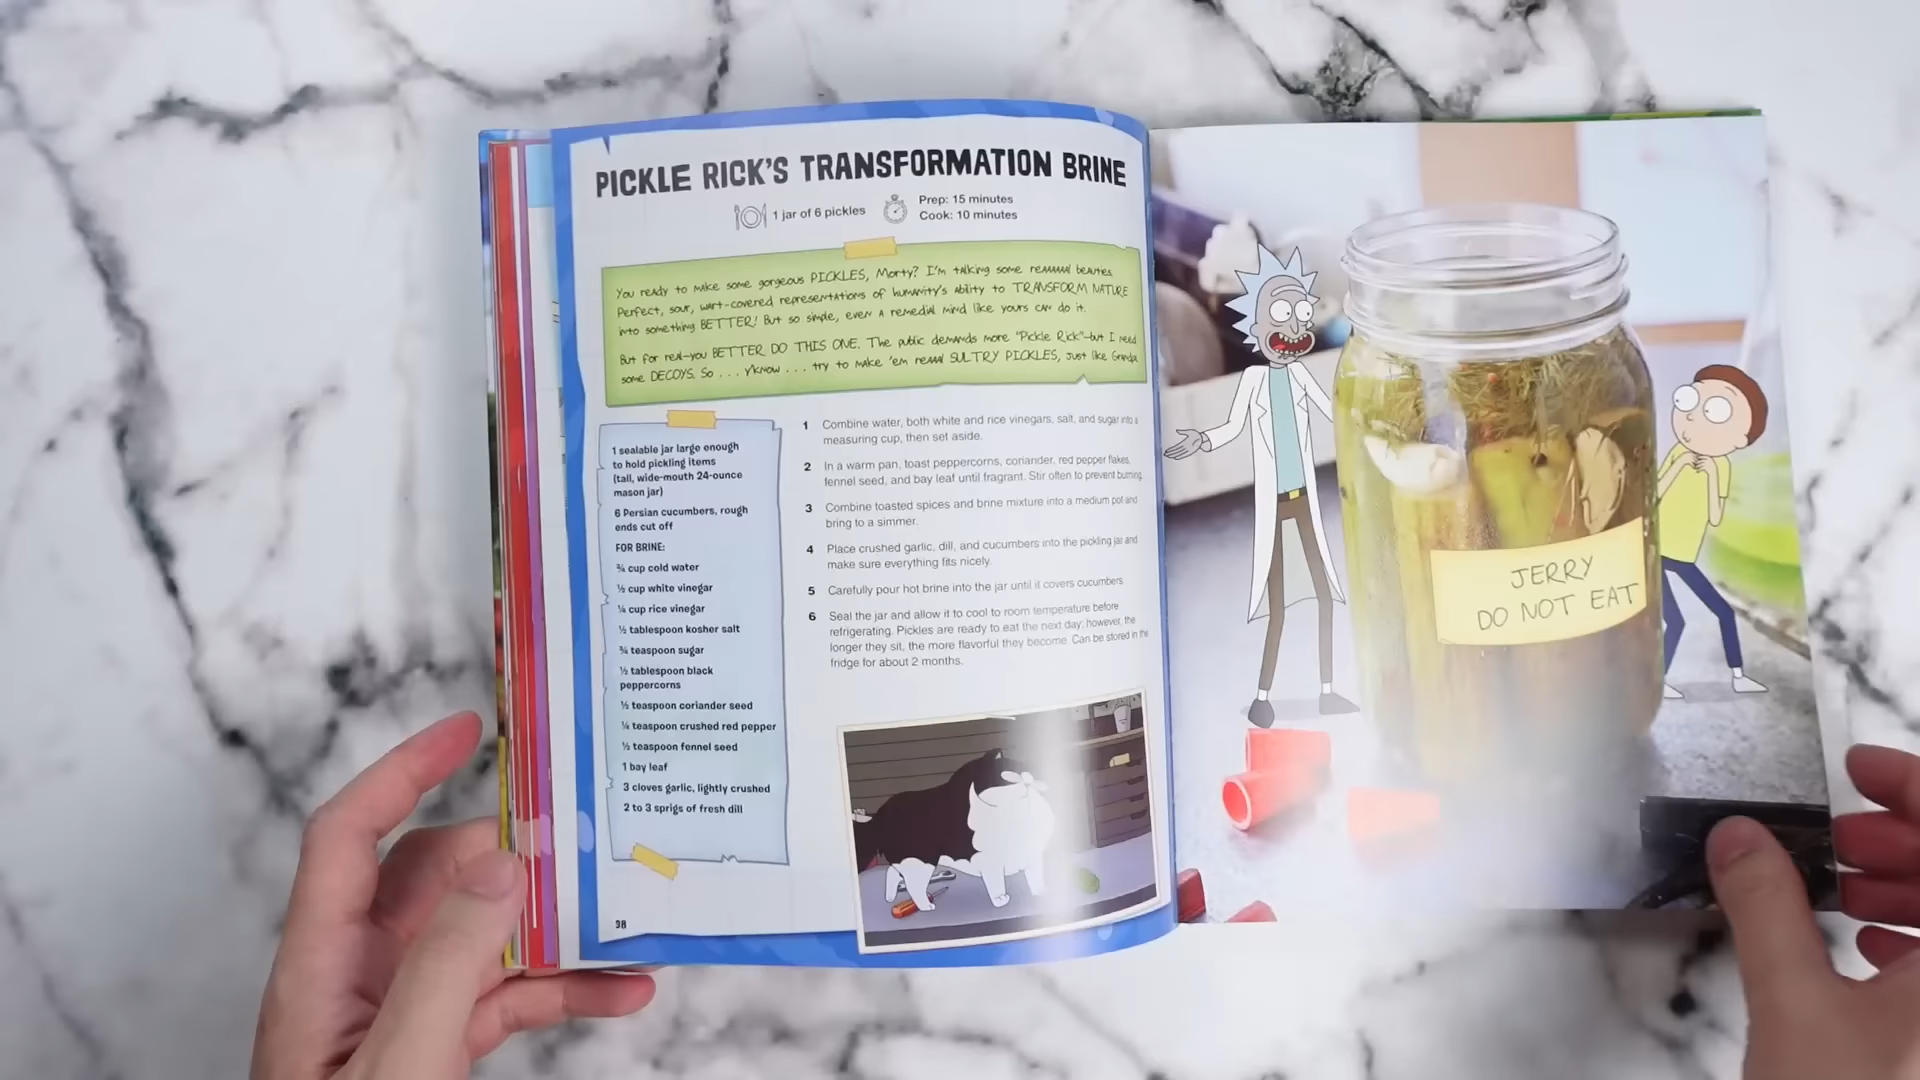 PICKLE RICK'S TRANSFORMATION BRINE
1 jar of 6 pickles
Prep: 15 minutes
Cook: 10 minutes
You ready to make some gorgeous PICKLES, Morty? I'm talking some reaaaaal beauties.
Perfect, sour, wart-covered representations of humanity's ability to TRANSFORM NATURE
into something BETTER! But so simple, even a remedial mind like yours can do it.
But for real—you BETTER DO THIS ONE. The public demands more "Pickle Rick"—but I need
some DECOYS. So . . . y'know . . . try to make 'em reaaal SULTRY PICKLES, just like Grandpa
1 sealable jar large enough
to hold pickling items
(tall, wide-mouth 24-ounce
mason jar)
6 Persian cucumbers, rough
ends cut off
FOR BRINE:
¾ cup cold water
½ cup white vinegar
¼ cup rice vinegar
½ tablespoon kosher salt
¾ teaspoon sugar
½ tablespoon black
peppercorns
½ teaspoon coriander seed
¼ teaspoon crushed red pepper
½ teaspoon fennel seed
1 bay leaf
3 cloves garlic, lightly crushed
2 to 3 sprigs of fresh dill
1 Combine water, both white and rice vinegars, salt, and sugar into a
measuring cup, then set aside.
2 In a warm pan, toast peppercorns, coriander, red pepper flakes,
fennel seed, and bay leaf until fragrant. Stir often to prevent burning.
3 Combine toasted spices and brine mixture into a medium pot and
bring to a simmer.
4 Place crushed garlic, dill, and cucumbers into the pickling jar and
make sure everything fits nicely.
5 Carefully pour hot brine into the jar until it covers cucumbers.
6 Seal the jar and allow it to cool to room temperature before
refrigerating. Pickles are ready to eat the next day; however, the
longer they sit, the more flavorful they become. Can be stored in the
fridge for about 2 months.
98
JERRY
DO NOT EAT